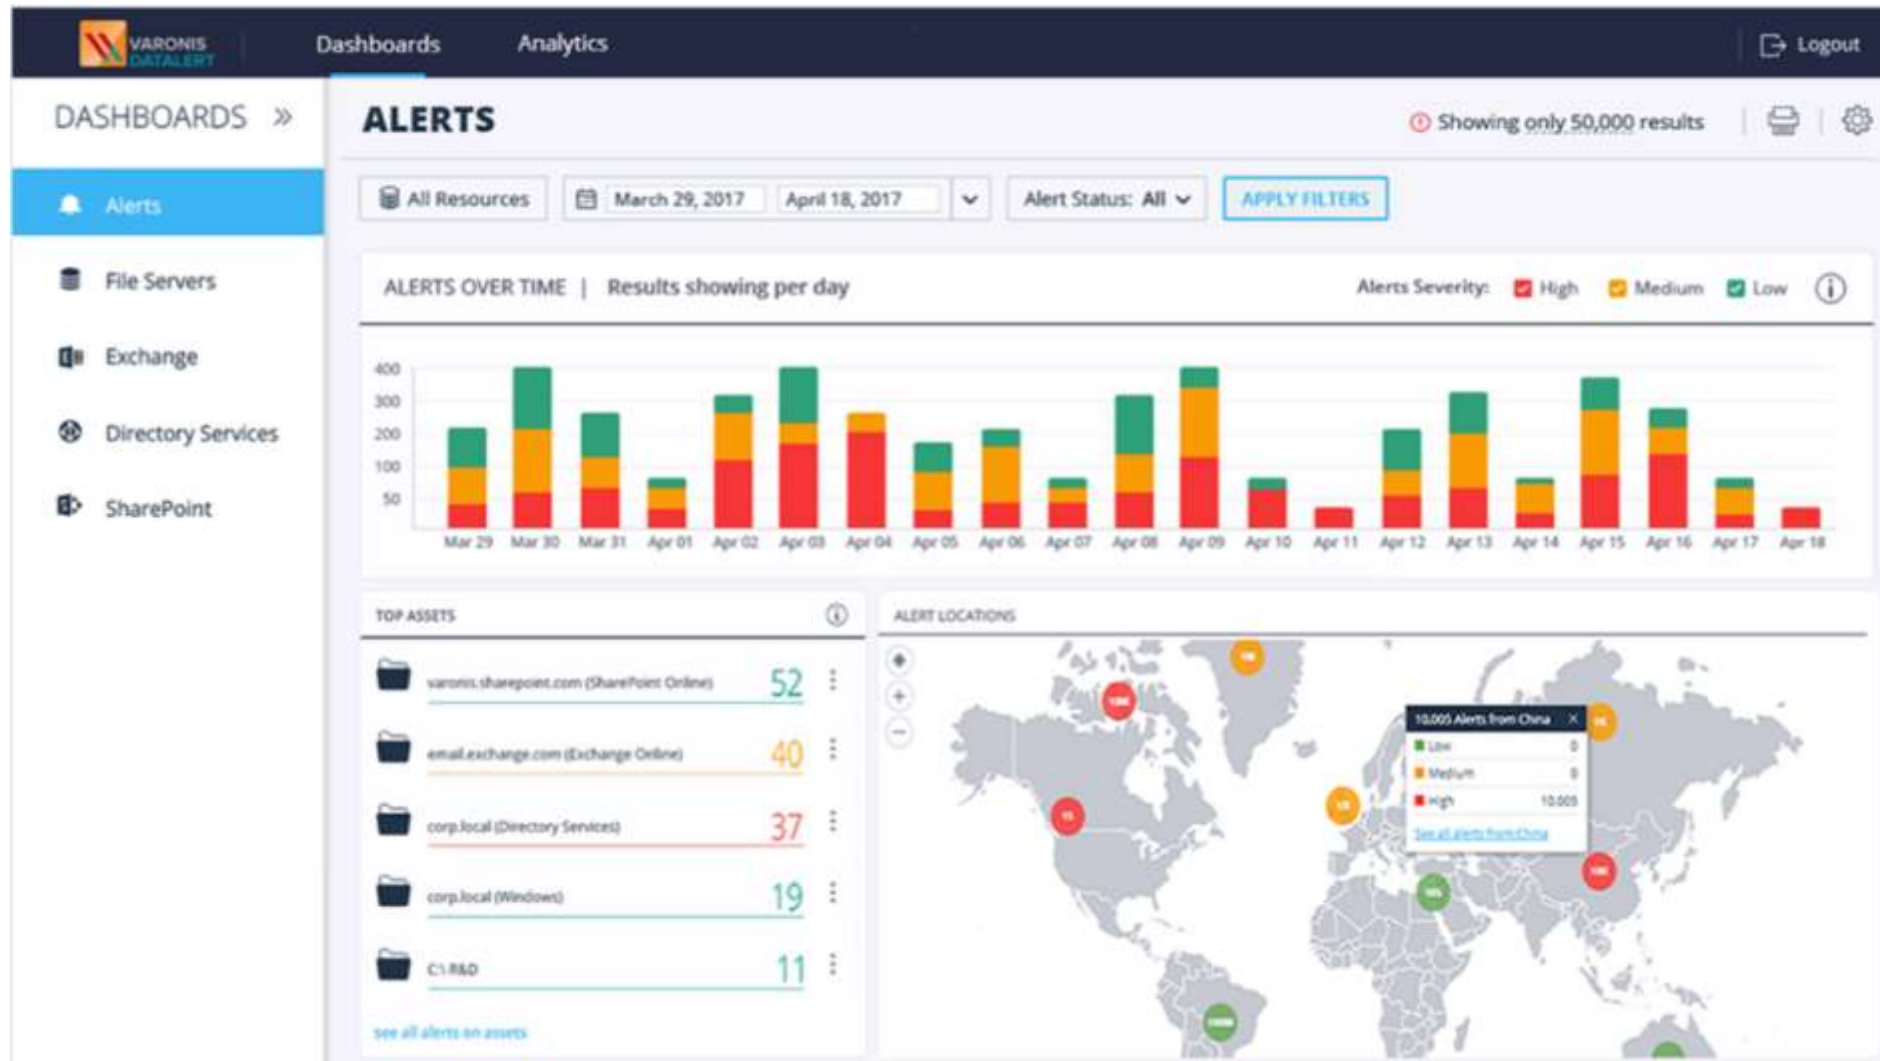 VARONIS
DATALERT
Dashboards
Analytics
Logout
DASHBOARDS »
Alerts
File Servers
Exchange
Directory Services
SharePoint
ALERTS
Showing only 50,000 results
All Resources
March 29, 2017
April 18, 2017
Alert Status: All
APPLY FILTERS
ALERTS OVER TIME | Results showing per day
Alerts Severity:
High
Medium
Low
400
300
200
100
50
Mar 29 Mar 30 Mar 31 Apr 01 Apr 02 Apr 03 Apr 04 Apr 05 Apr 06 Apr 07 Apr 08 Apr 09 Apr 10 Apr 11 Apr 12 Apr 13 Apr 14 Apr 15 Apr 16 Apr 17 Apr 18
TOP ASSETS
varonis.sharepoint.com (SharePoint Online) 52
email.exchange.com (Exchange Online) 40
corp.local (Directory Services) 37
corp.local (Windows) 19
C:\ R&D 11
see all alerts on assets
ALERT LOCATIONS
10,005 Alerts from China ×
Low 0
Medium 0
High 10,005
See all alerts from China